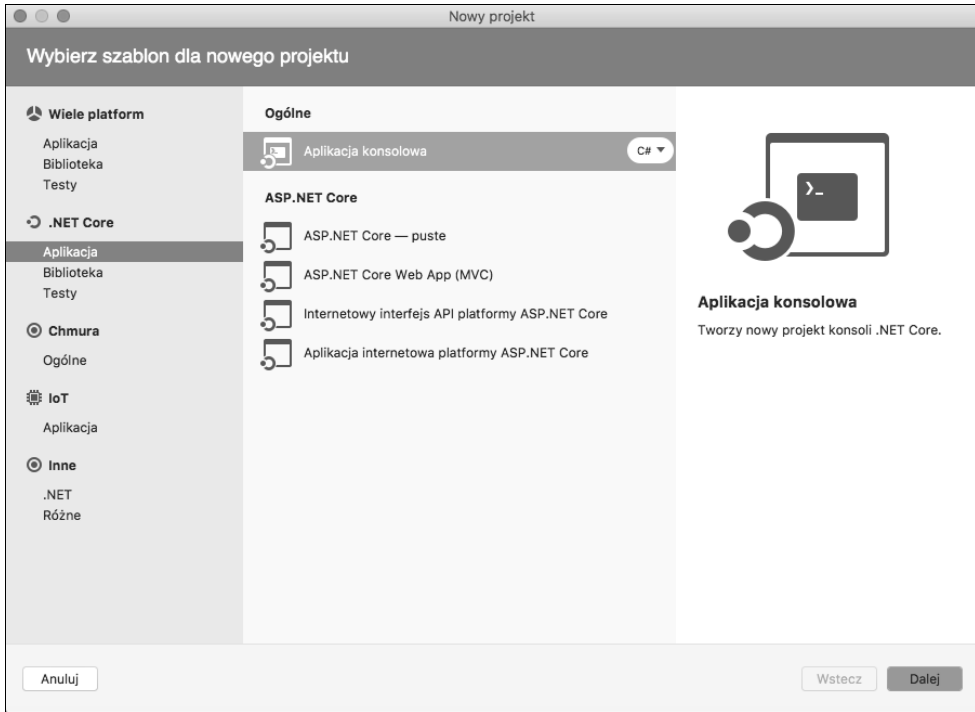 Nowy projekt
Wybierz szablon dla nowego projektu
Wiele platform
Aplikacja
Biblioteka
Testy
.NET Core
Aplikacja
Biblioteka
Testy
Chmura
Ogólne
IoT
Aplikacja
Inne
.NET
Różne
Ogólne
Aplikacja konsolowa
C#
ASP.NET Core
ASP.NET Core — puste
ASP.NET Core Web App (MVC)
Internetowy interfejs API platformy ASP.NET Core
Aplikacja internetowa platformy ASP.NET Core
Aplikacja konsolowa
Tworzy nowy projekt konsoli .NET Core.
Anuluj
Wstecz
Dalej